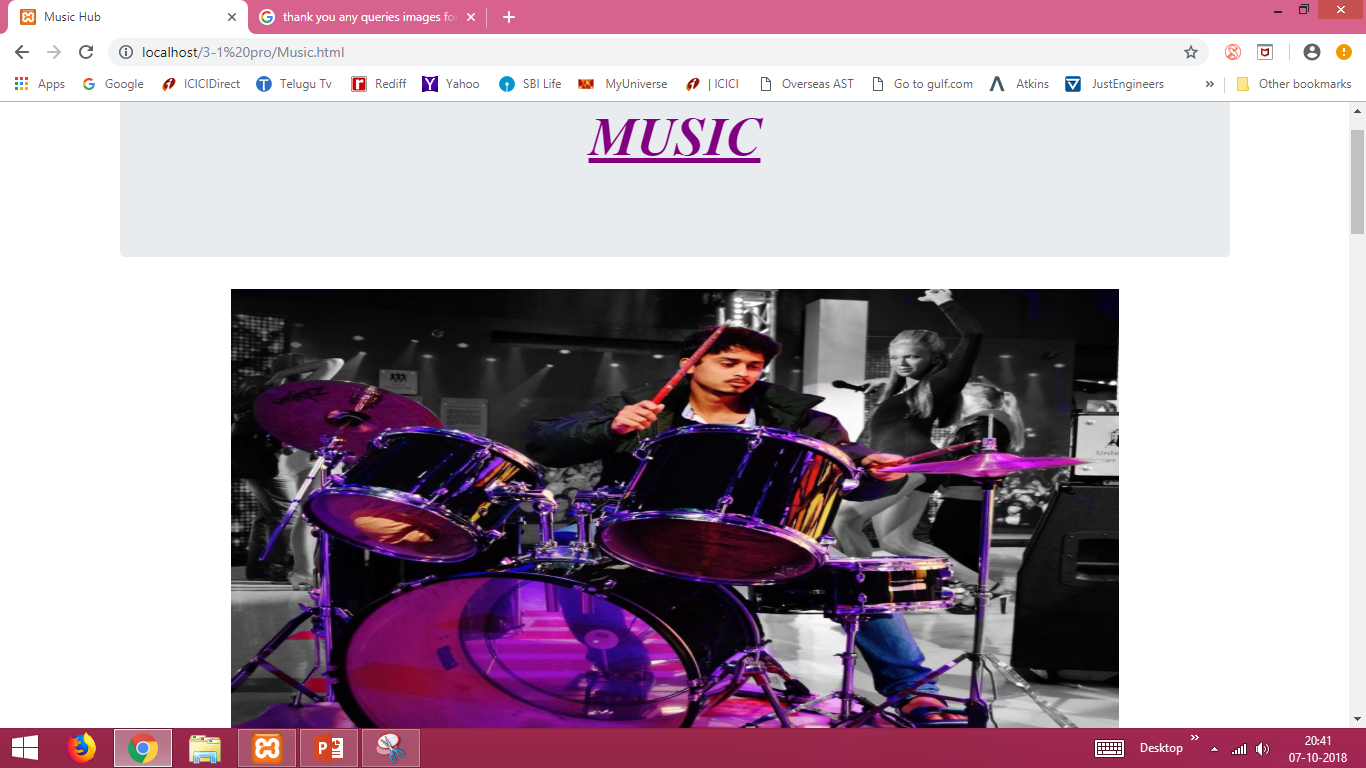 Music Hub
thank you any queries images fo
localhost/3-1%20pro/Music.html
Apps Google ICICIDirect Telugu Tv Rediff Yahoo SBI Life MyUniverse | ICICI Overseas AST Go to gulf.com Atkins JustEngineers » Other bookmarks
MUSIC
Desktop
20:41
07-10-2018